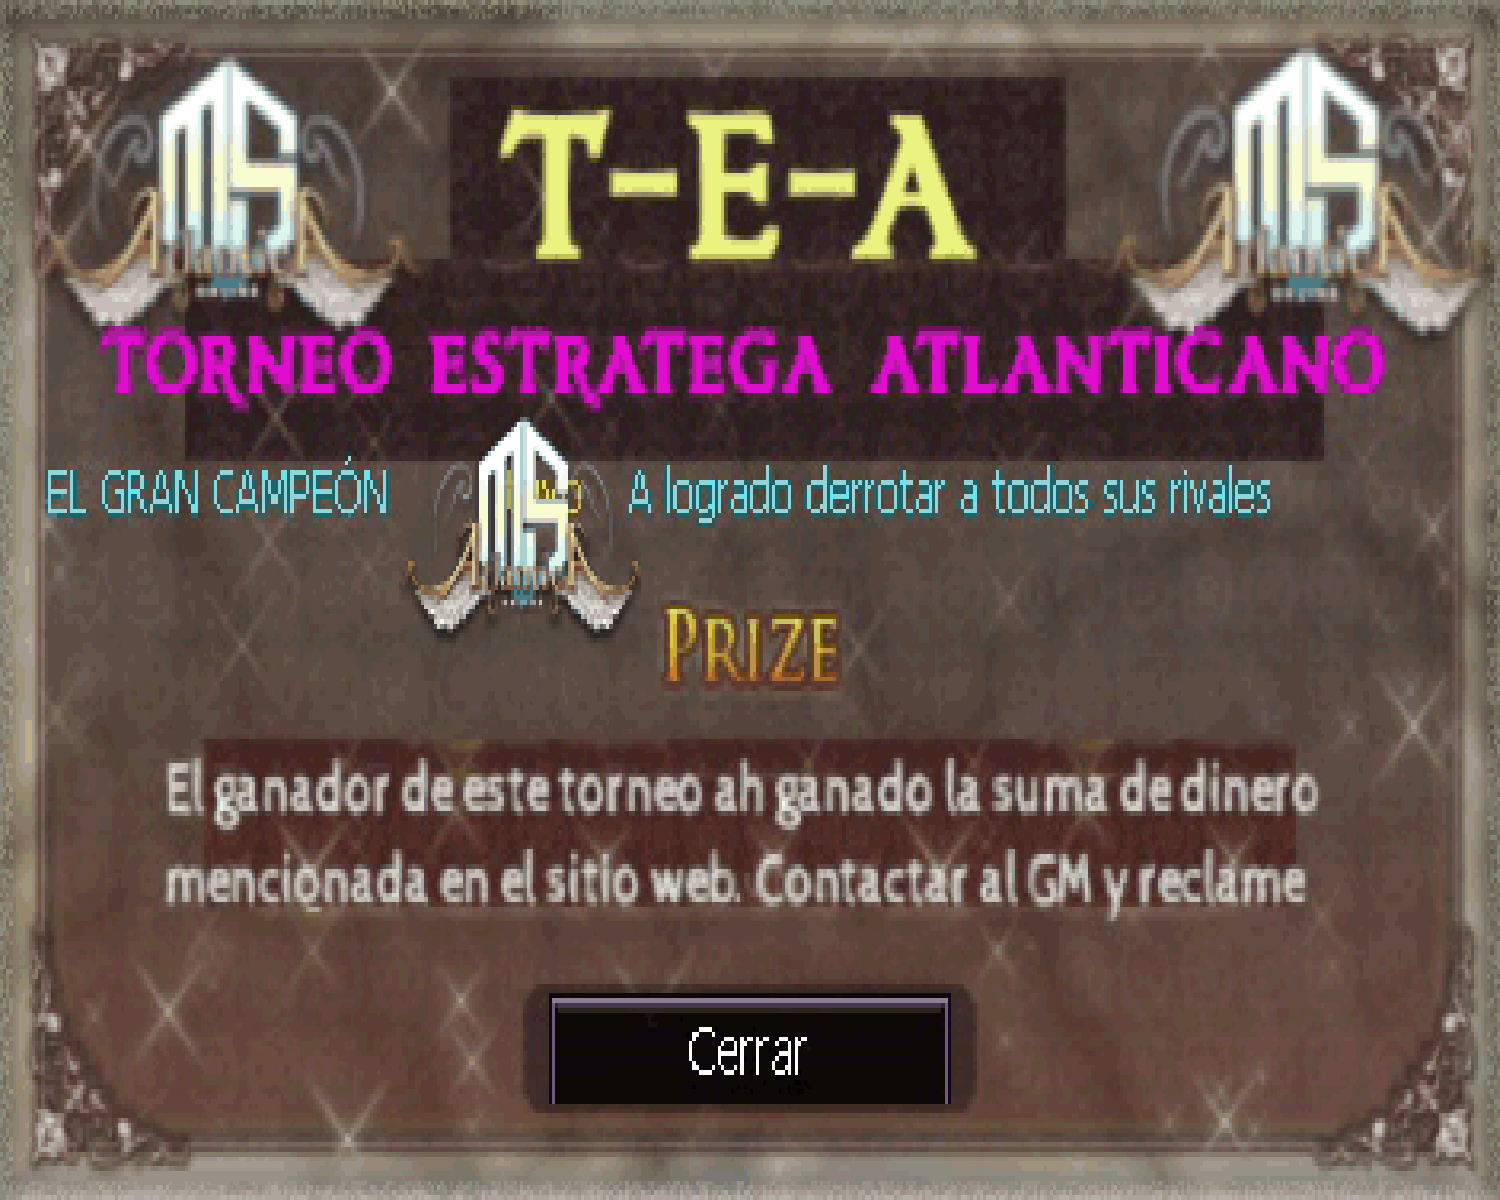 T-E-A
TORNEO ESTRATEGA ATLANTICANO
EL GRAN CAMPEÓN MS A logrado derrotar a todos sus rivales
PRIZE
El ganador de este torneo ah ganado la suma de dinero
mencionada en el sitio web. Contactar al GM y reclame
Cerrar